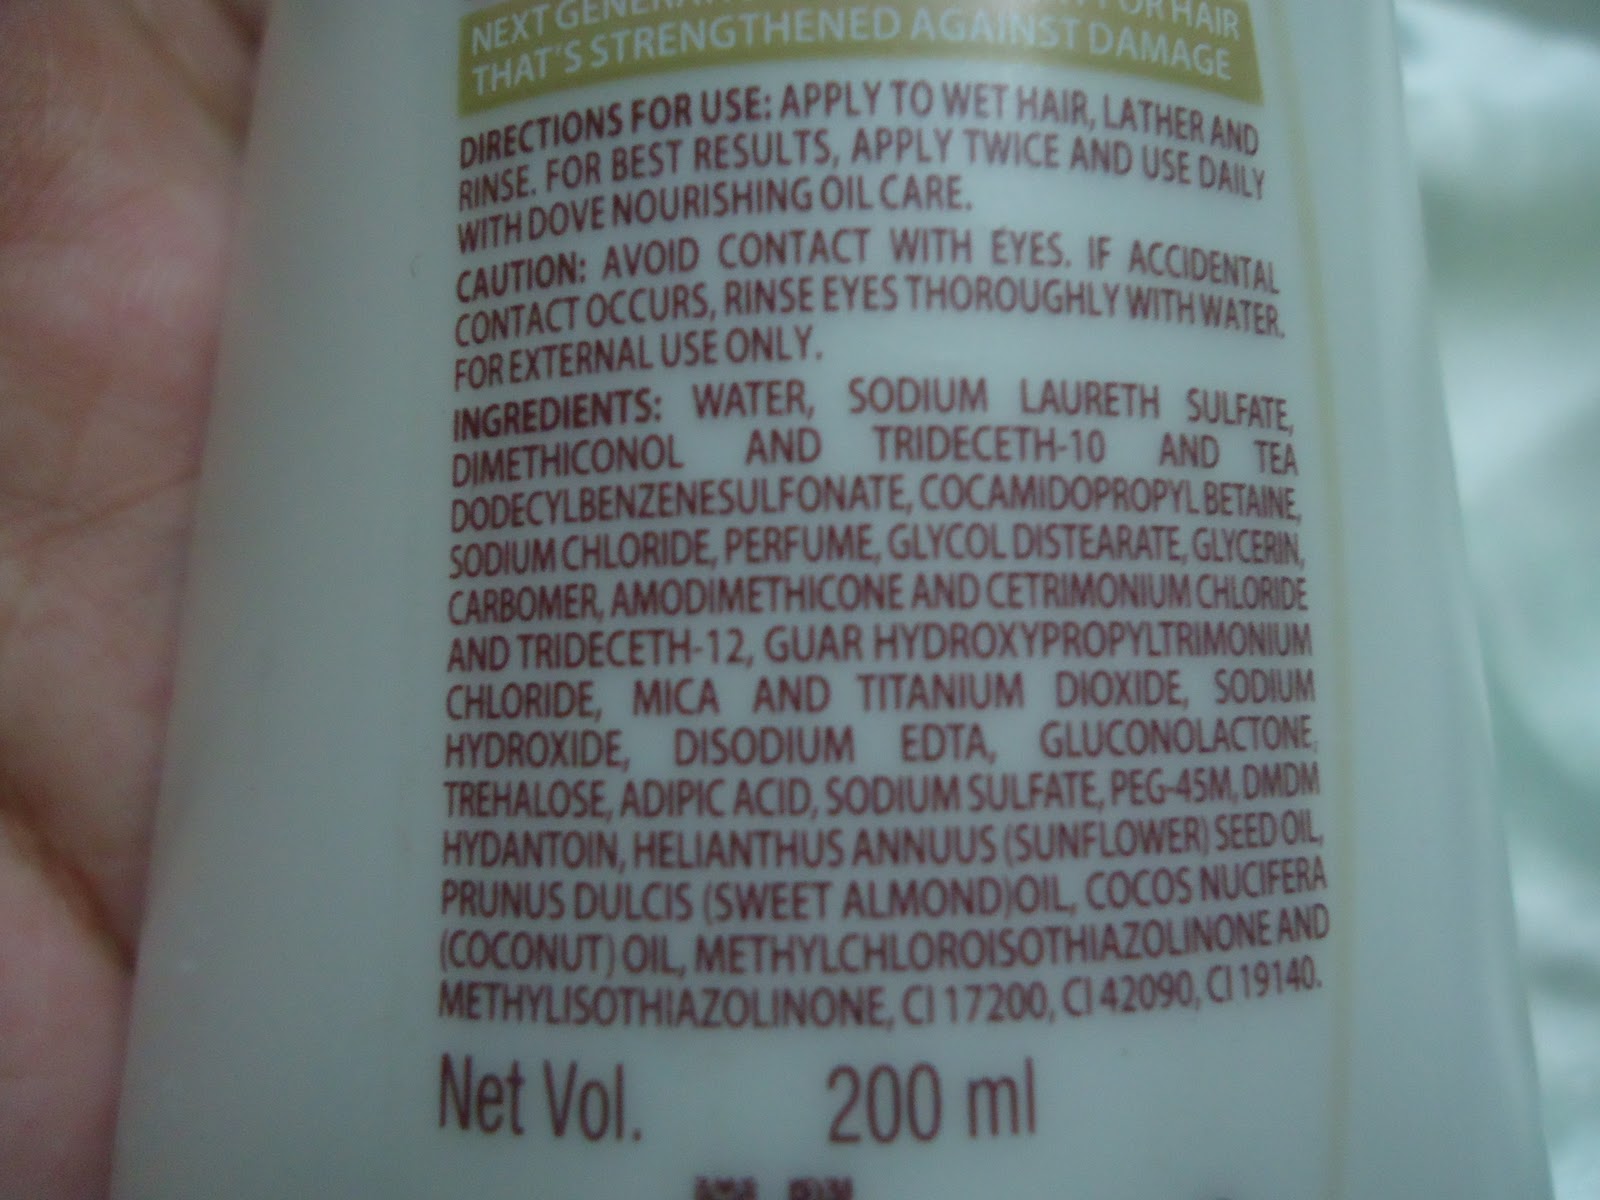 NEXT FOR HAIR
THAT'S STRENGTHENED AGAINST DAMAGE
DIRECTIONS FOR USE: APPLY TO WET HAIR, LATHER AND
RINSE. FOR BEST RESULTS, APPLY TWICE AND USE DAILY
WITH DOVE NOURISHING OIL CARE.
CAUTION: AVOID CONTACT WITH EYES. IF ACCIDENTAL
CONTACT OCCURS, RINSE EYES THOROUGHLY WITH WATER.
FOR EXTERNAL USE ONLY.
INGREDIENTS: WATER, SODIUM LAURETH SULFATE,
DIMETHICONOL AND TRIDECETH-10 AND TEA
DODECYLBENZENESULFONATE, COCAMIDOPROPYL BETAINE,
SODIUM CHLORIDE, PERFUME, GLYCOL DISTEARATE, GLYCERIN,
CARBOMER, AMODIMETHICONE AND CETRIMONIUM CHLORIDE
AND TRIDECETH-12, GUAR HYDROXYPROPYLTRIMONIUM
CHLORIDE, MICA AND TITANIUM DIOXIDE, SODIUM
HYDROXIDE, DISODIUM EDTA, GLUCONOLACTONE,
TREHALOSE, ADIPIC ACID, SODIUM SULFATE, PEG-45M, DMDM
HYDANTOIN, HELIANTHUS ANNUUS (SUNFLOWER) SEED OIL,
PRUNUS DULCIS (SWEET ALMOND)OIL, COCOS NUCIFERA
(COCONUT) OIL, METHYLCHLOROISOTHIAZOLINONE AND
METHYLISOTHIAZOLINONE, CI 17200, CI 42090, CI 19140.
Net Vol. 200 ml